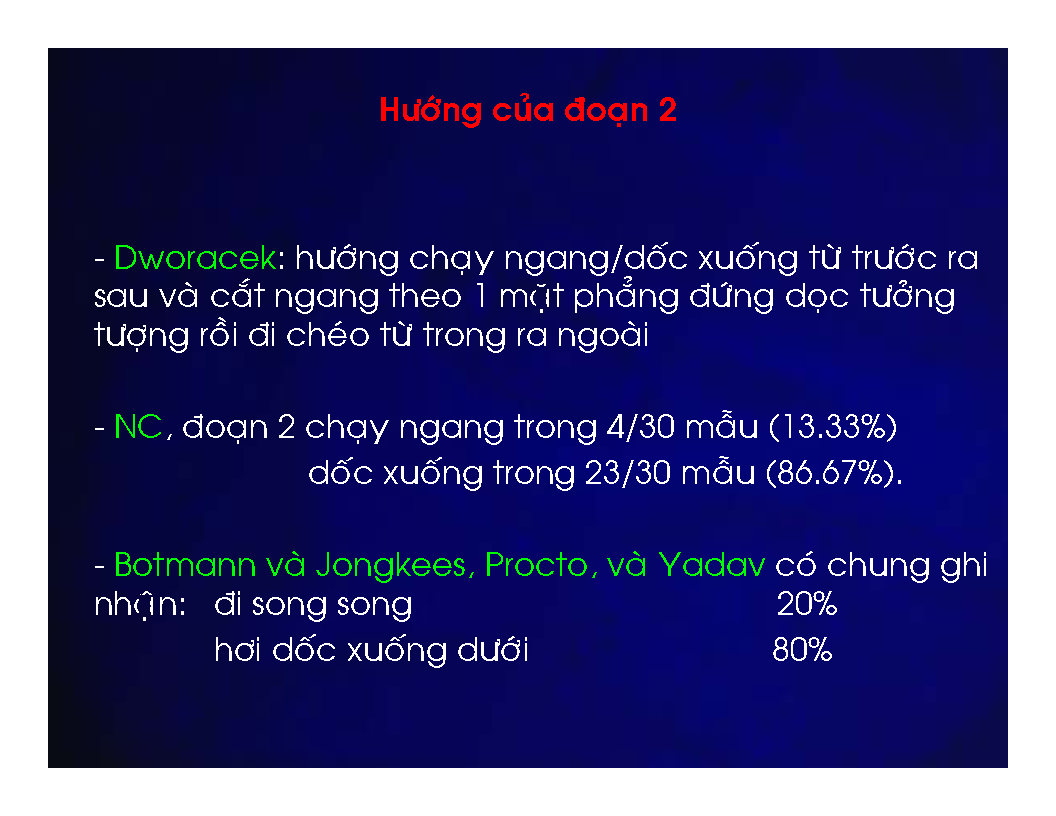 Hướng của đoạn 2
- Dworacek: hướng chạy ngang/dốc xuống từ trước ra
sau và cắt ngang theo 1 mặt phẳng đứng dọc tưởng
tượng rồi đi chéo từ trong ra ngoài
- NC, đoạn 2 chạy ngang trong 4/30 mẫu (13.33%)
dốc xuống trong 23/30 mẫu (86.67%).
- Botmann và Jongkees, Procto, và Yadav có chung ghi
nhận: đi song song 20%
hơi dốc xuống dưới 80%